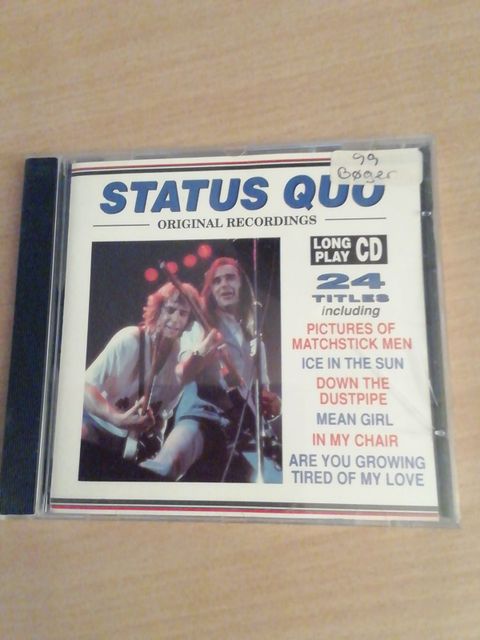 99
Bøger
STATUS QUO
ORIGINAL RECORDINGS
LONG
PLAY CD
24
TITLES
including
PICTURES OF
MATCHSTICK MEN
ICE IN THE SUN
DOWN THE
DUSTPIPE
MEAN GIRL
IN MY CHAIR
ARE YOU GROWING
TIRED OF MY LOVE